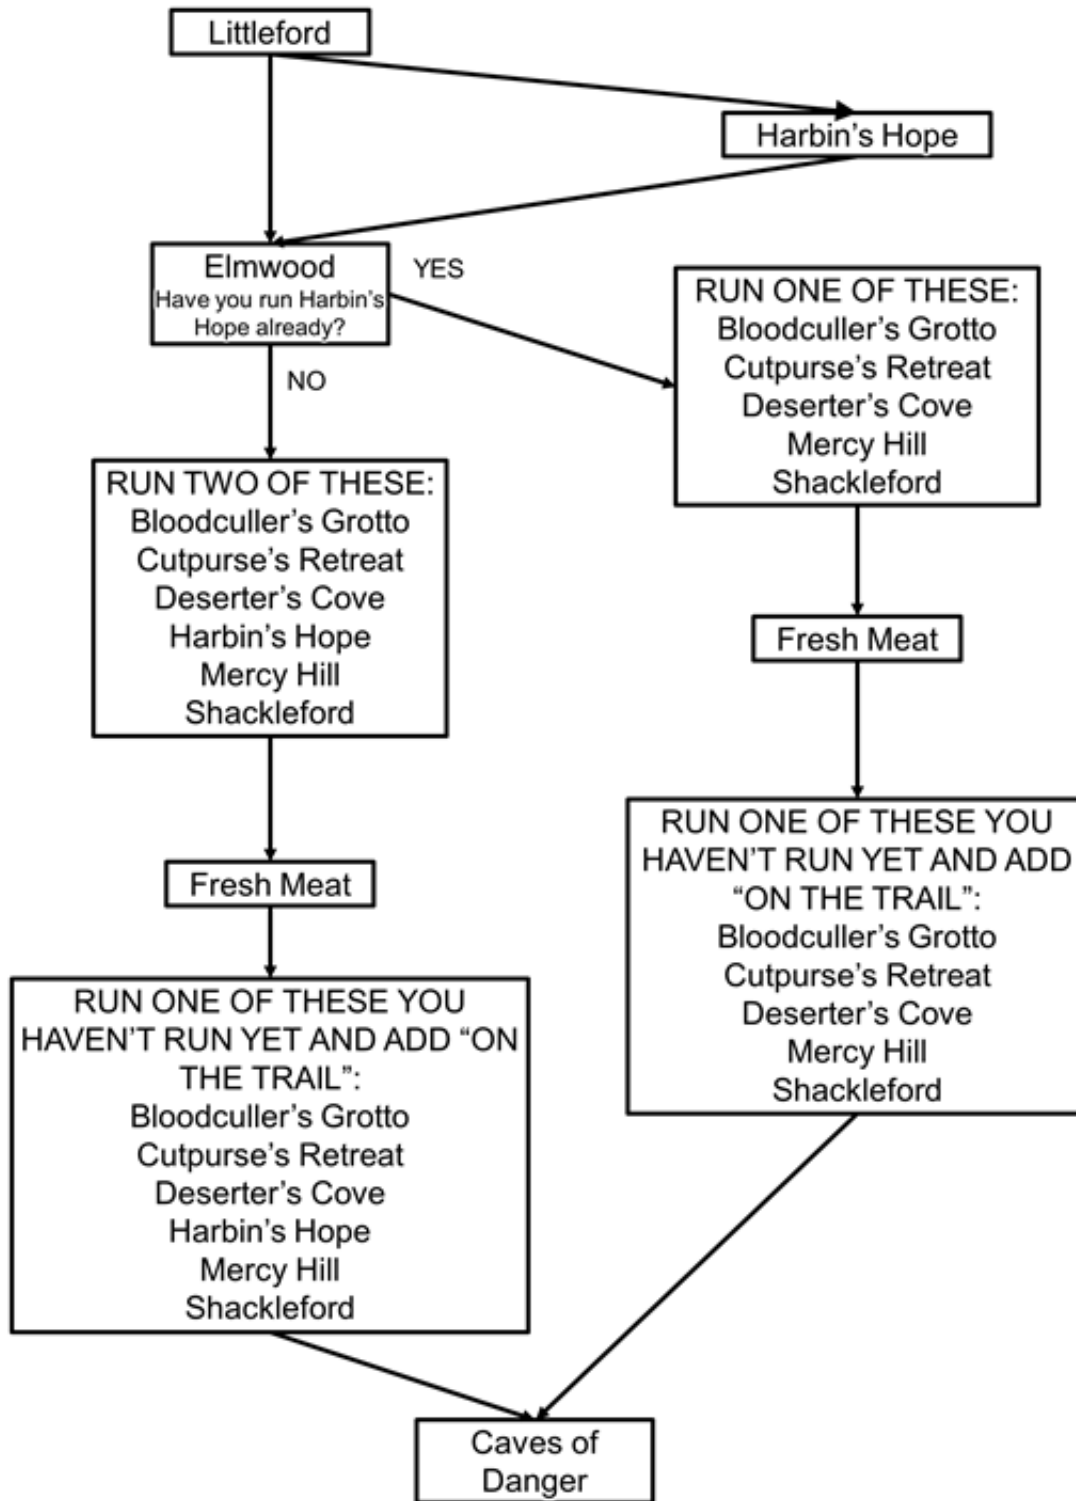 Littleford
Harbin’s Hope
Elmwood
Have you run Harbin’s
Hope already?
YES
NO
RUN ONE OF THESE:
Bloodculler’s Grotto
Cutpurse’s Retreat
Deserter’s Cove
Mercy Hill
Shackleford
RUN TWO OF THESE:
Bloodculler’s Grotto
Cutpurse’s Retreat
Deserter’s Cove
Harbin’s Hope
Mercy Hill
Shackleford
Fresh Meat
Fresh Meat
RUN ONE OF THESE YOU
HAVEN’T RUN YET AND ADD
“ON THE TRAIL”:
Bloodculler’s Grotto
Cutpurse’s Retreat
Deserter’s Cove
Mercy Hill
Shackleford
RUN ONE OF THESE YOU
HAVEN’T RUN YET AND ADD “ON
THE TRAIL”:
Bloodculler’s Grotto
Cutpurse’s Retreat
Deserter’s Cove
Harbin’s Hope
Mercy Hill
Shackleford
Caves of
Danger